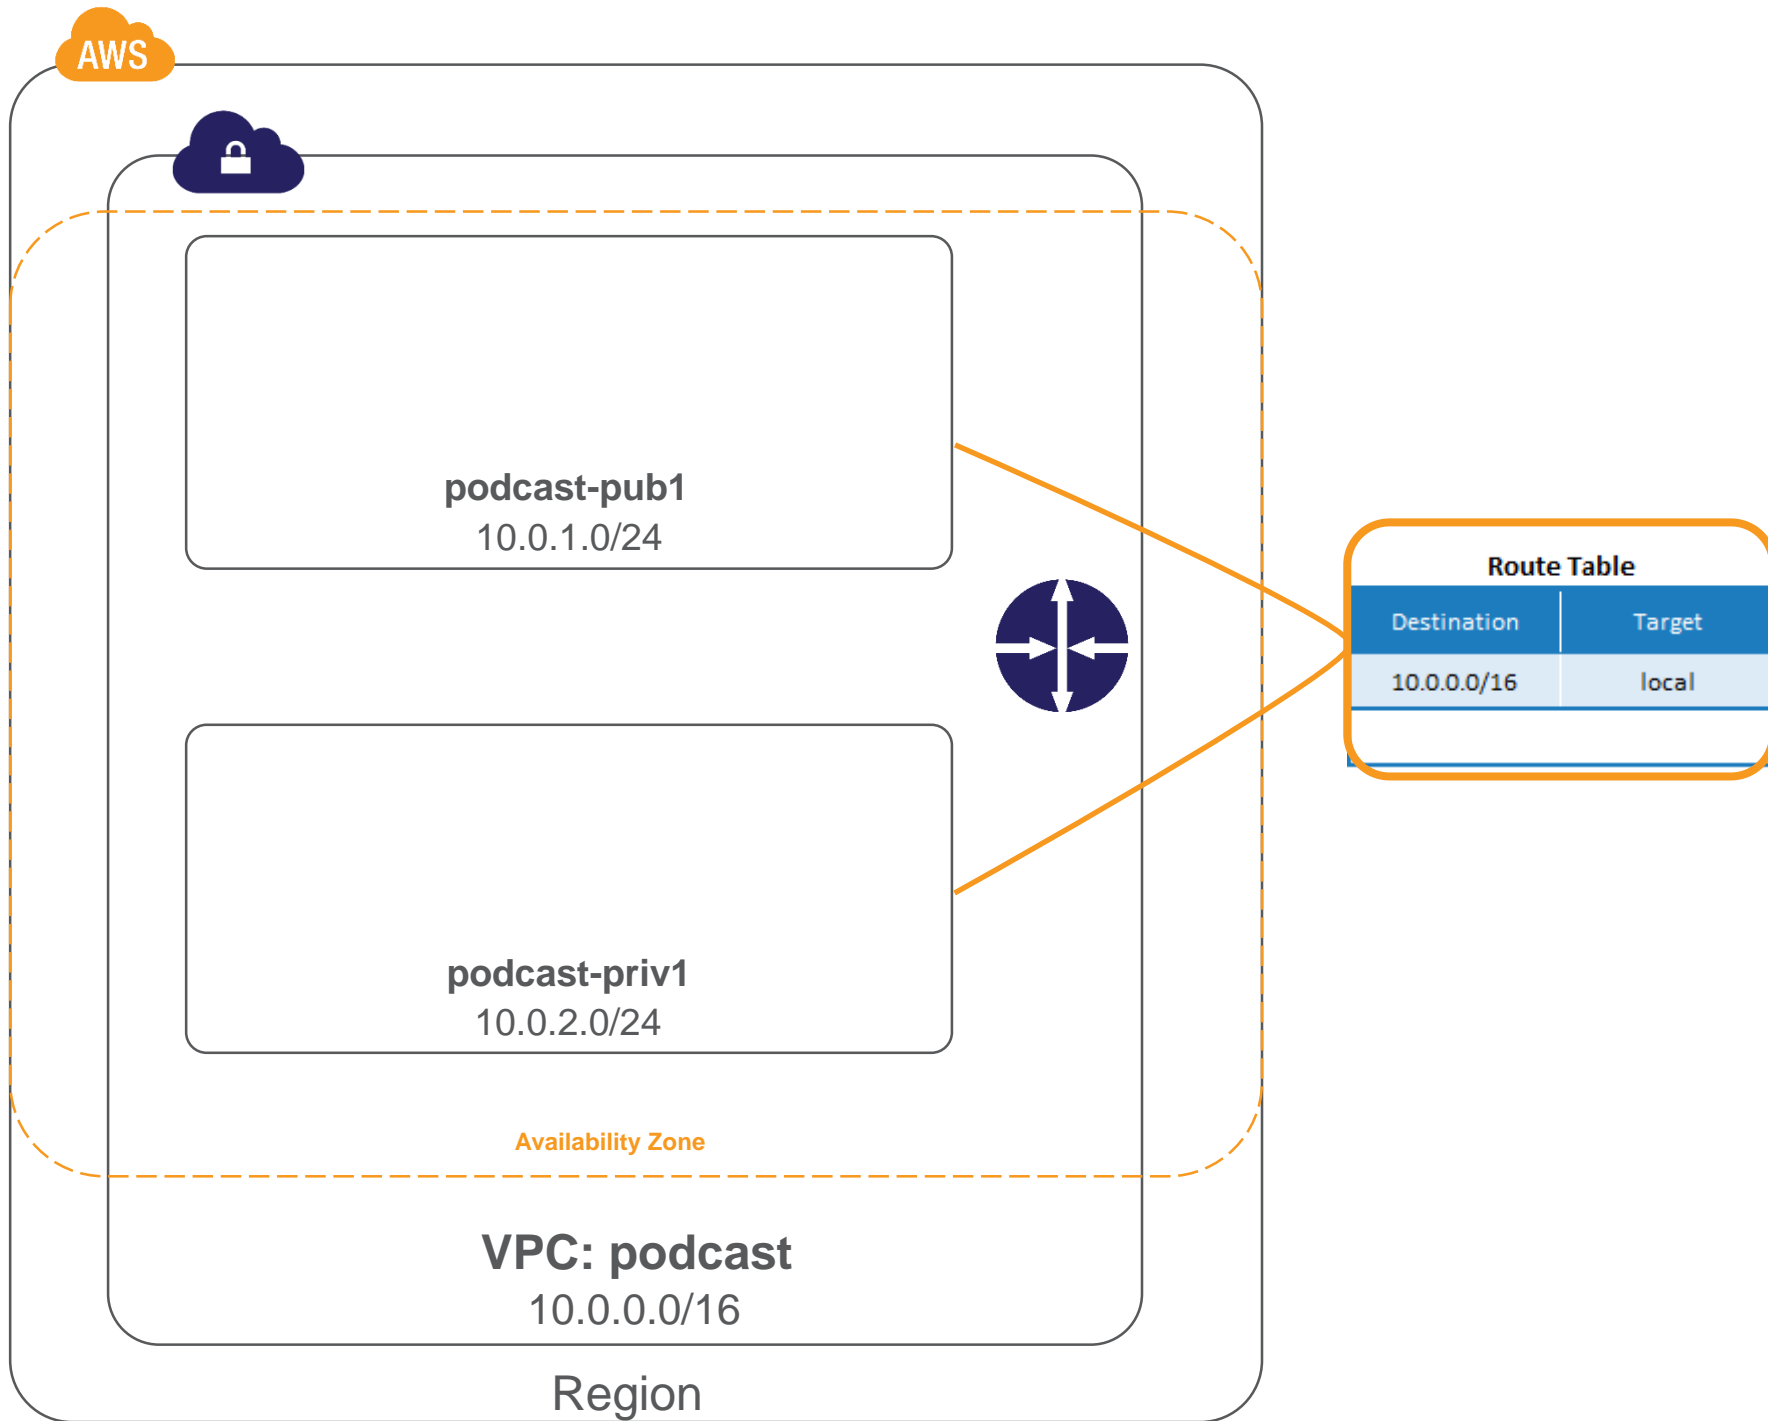 AWS
podcast-pub1
10.0.1.0/24
Route Table
Destination Target
10.0.0.0/16 local
podcast-priv1
10.0.2.0/24
Availability Zone
VPC: podcast
10.0.0.0/16
Region